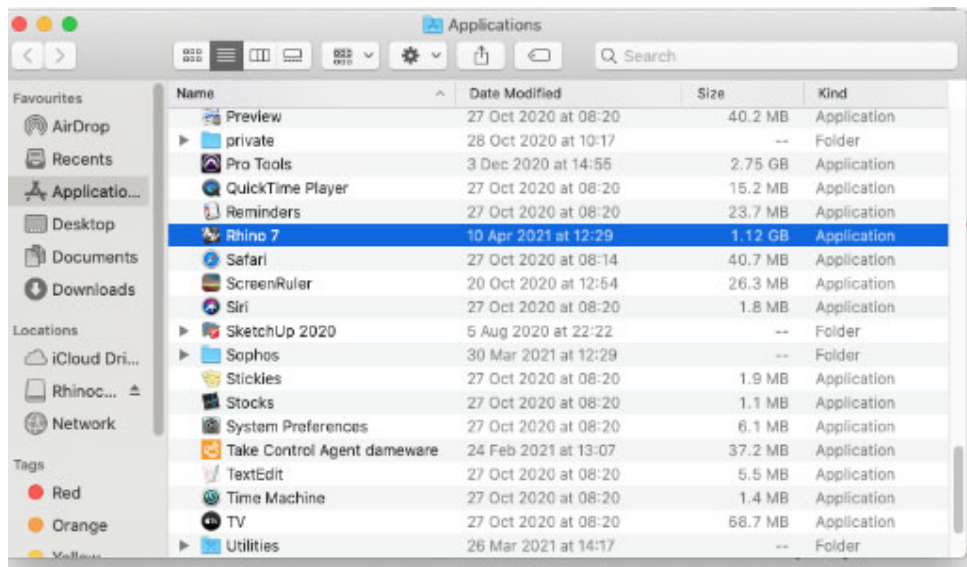 Applications
Search
Favourites
AirDrop
Recents
Applicatio...
Desktop
Documents
Downloads
Locations
iCloud Dri...
Rhinoc...
Network
Tags
Red
Orange
Yellow
Name Date Modified Size Kind
Preview 27 Oct 2020 at 08:20 40.2 MB Application
private 28 Oct 2020 at 10:17 -- Folder
Pro Tools 3 Dec 2020 at 14:55 2.75 GB Application
QuickTime Player 27 Oct 2020 at 08:20 15.2 MB Application
Reminders 27 Oct 2020 at 08:20 23.7 MB Application
Rhino 7 10 Apr 2021 at 12:29 1.12 GB Application
Safari 27 Oct 2020 at 08:14 40.7 MB Application
ScreenRuler 20 Oct 2020 at 12:54 26.3 MB Application
Siri 27 Oct 2020 at 08:20 1.8 MB Application
SketchUp 2020 5 Aug 2020 at 22:22 -- Folder
Sophos 30 Mar 2021 at 12:29 -- Folder
Stickies 27 Oct 2020 at 08:20 1.9 MB Application
Stocks 27 Oct 2020 at 08:20 1.1 MB Application
System Preferences 27 Oct 2020 at 08:20 6.1 MB Application
Take Control Agent dameware 24 Feb 2021 at 13:07 37.2 MB Application
TextEdit 27 Oct 2020 at 08:20 5.5 MB Application
Time Machine 27 Oct 2020 at 08:20 1.4 MB Application
TV 27 Oct 2020 at 08:20 68.7 MB Application
Utilities 26 Mar 2021 at 14:17 -- Folder